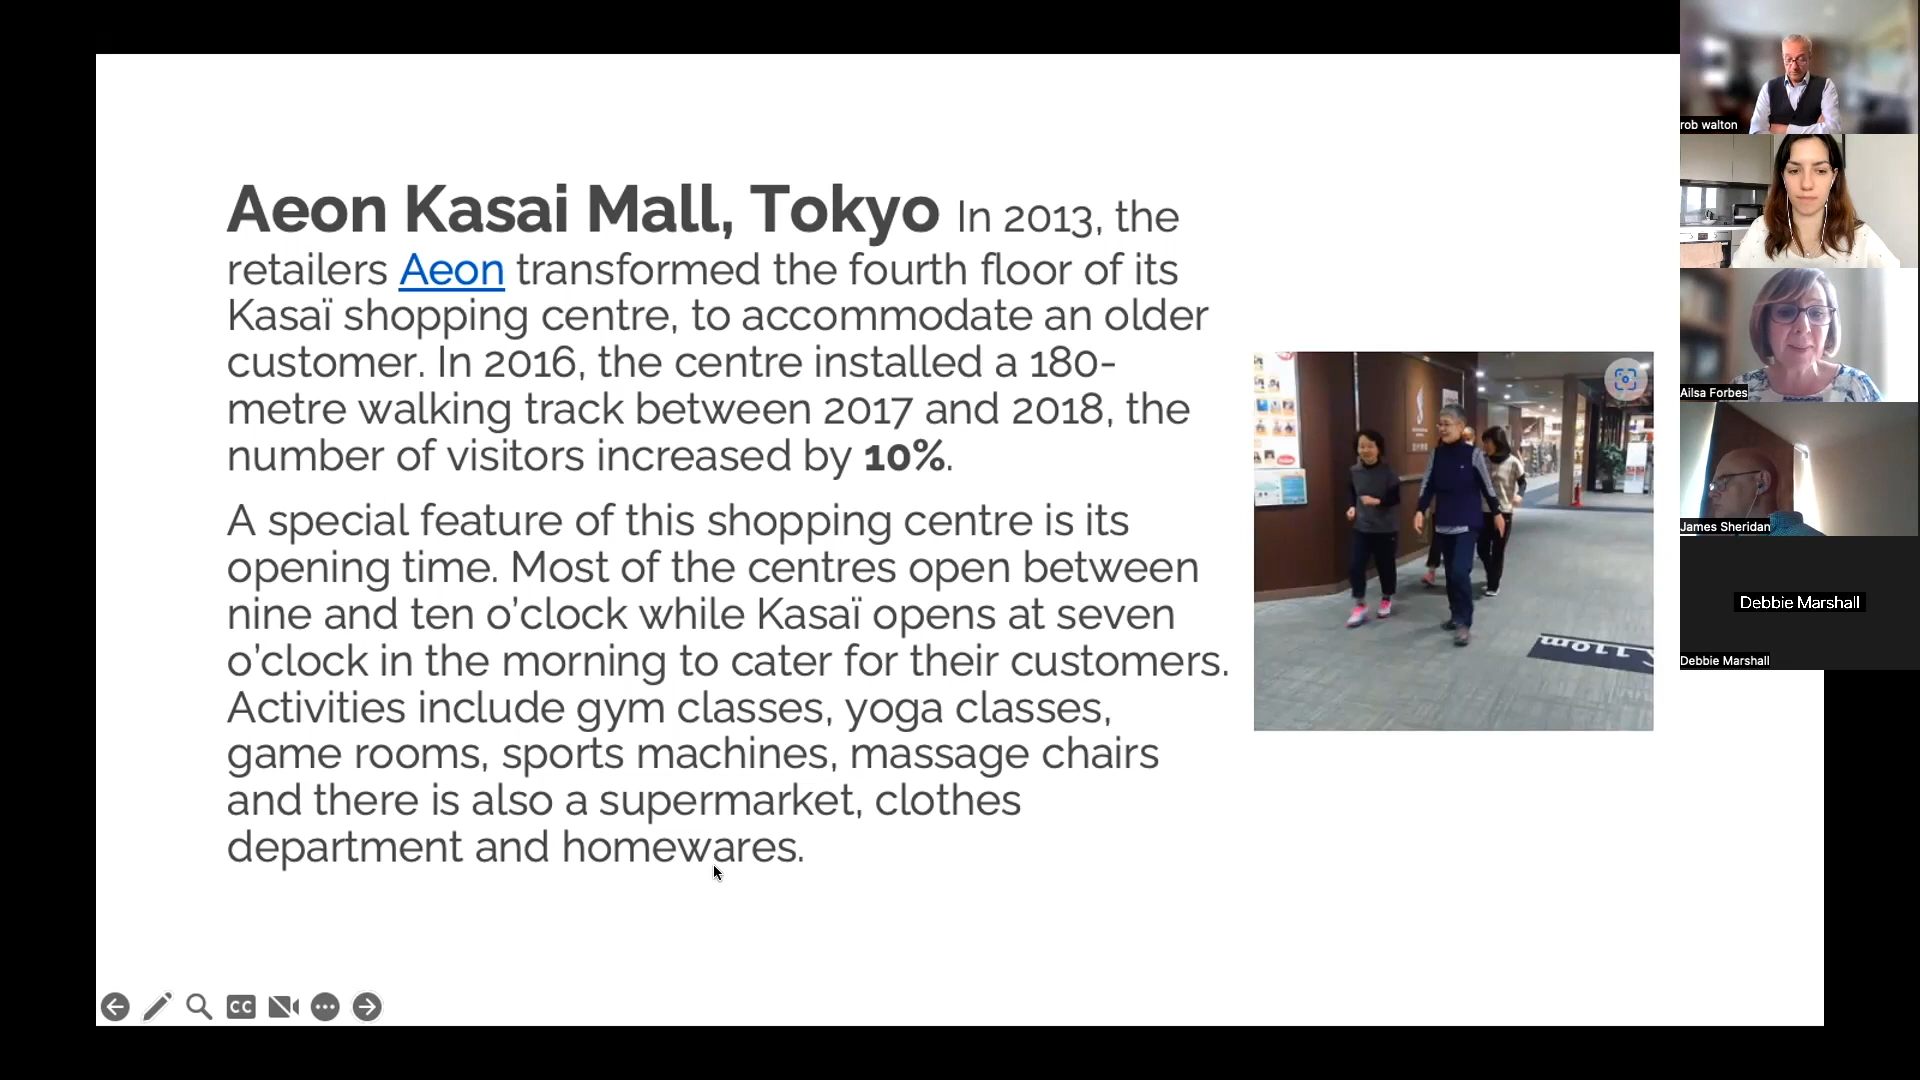 Aeon Kasai Mall, Tokyo In 2013, the
retailers Aeon transformed the fourth floor of its
Kasaï shopping centre, to accommodate an older
customer. In 2016, the centre installed a 180-
metre walking track between 2017 and 2018, the
number of visitors increased by 10%.
A special feature of this shopping centre is its
opening time. Most of the centres open between
nine and ten o’clock while Kasaï opens at seven
o’clock in the morning to cater for their customers.
Activities include gym classes, yoga classes,
game rooms, sports machines, massage chairs
and there is also a supermarket, clothes
department and homewares.
110m
CC
rob walton
Ailsa Forbes
James Sheridan
Debbie Marshall
Debbie Marshall